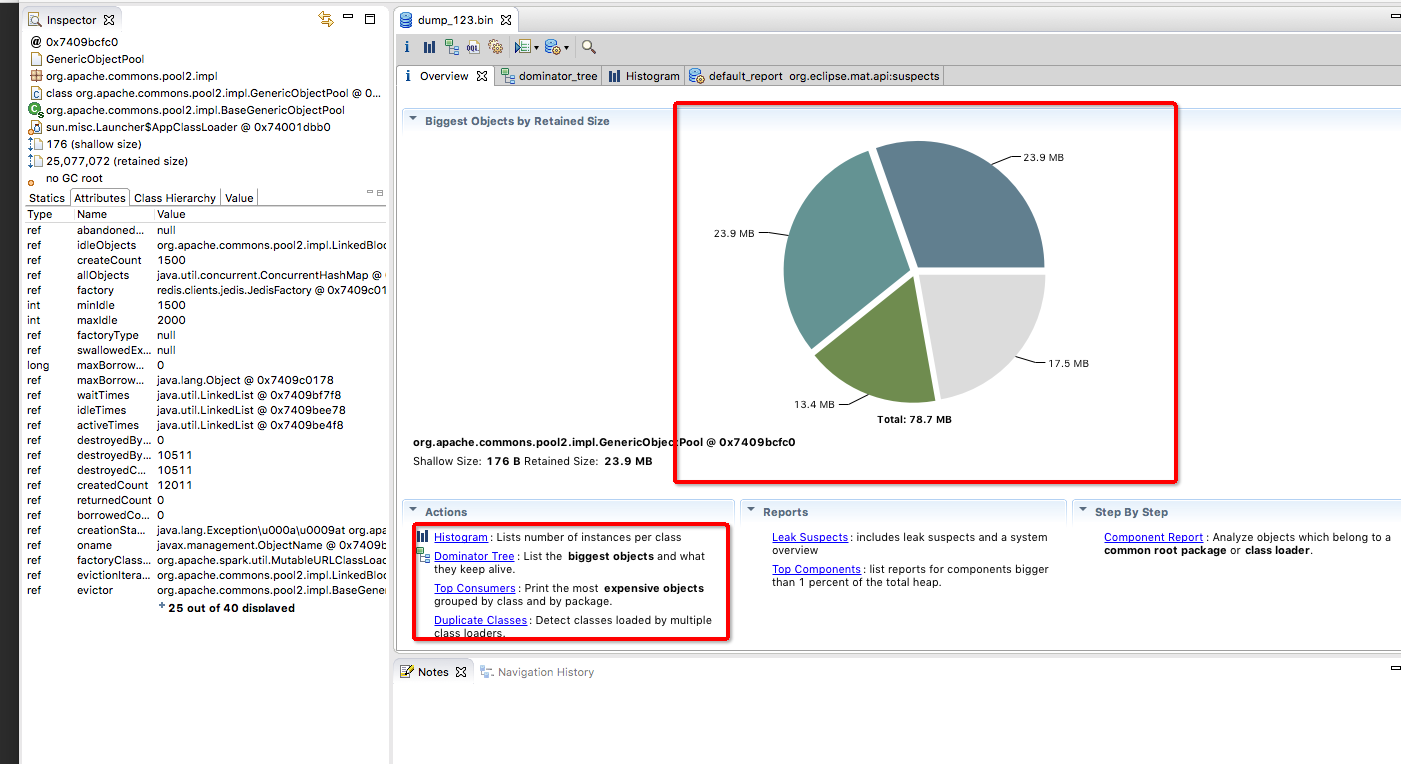 Inspector
@ 0x7409bcfc0
GenericObjectPool
org.apache.commons.pool2.impl
class org.apache.commons.pool2.impl.GenericObjectPool @ 0...
org.apache.commons.pool2.impl.BaseGenericObjectPool
sun.misc.Launcher$AppClassLoader @ 0x74001dbb0
176 (shallow size)
25,077,072 (retained size)
no GC root
Statics Attributes Class Hierarchy Value
Type Name Value
ref abandoned... null
ref idleObjects org.apache.commons.pool2.impl.LinkedBloc
ref createCount 1500
ref allObjects java.util.concurrent.ConcurrentHashMap @
ref factory redis.clients.jedis.JedisFactory @ 0x7409c01
int minIdle 1500
int maxIdle 2000
ref factoryType null
ref swallowedEx... null
long maxBorrow... 0
ref maxBorrow... java.lang.Object @ 0x7409c0178
ref waitTimes java.util.LinkedList @ 0x7409bf7f8
ref idleTimes java.util.LinkedList @ 0x7409bee78
ref activeTimes java.util.LinkedList @ 0x7409be4f8
ref destroyedBy... 0
ref destroyedBy... 10511
ref destroyedC... 10511
ref createdCount 12011
ref returnedCount 0
ref borrowedCo... 0
ref creationSta... java.lang.Exception\u000a\u0009at org.apa
ref oname javax.management.ObjectName @ 0x7409b
ref factoryClass... org.apache.spark.util.MutableURLClassLoa
ref evictionItera... org.apache.commons.pool2.impl.LinkedBloc
ref evictor org.apache.commons.pool2.impl.BaseGener
+ 25 out of 40 displayed
dump_123.bin
i OQL
i Overview dominator_tree Histogram default_report org.eclipse.mat.api:suspects
Biggest Objects by Retained Size
23.9 MB
23.9 MB
17.5 MB
13.4 MB
Total: 78.7 MB
org.apache.commons.pool2.impl.GenericObjectPool @ 0x7409bcfc0
Shallow Size: 176 B Retained Size: 23.9 MB
Actions
Histogram: Lists number of instances per class
Dominator Tree: List the biggest objects and what
they keep alive.
Top Consumers: Print the most expensive objects
grouped by class and by package.
Duplicate Classes: Detect classes loaded by multiple
class loaders.
Reports
Leak Suspects: includes leak suspects and a system
overview
Top Components: list reports for components bigger
than 1 percent of the total heap.
Step By Step
Component Report: Analyze objects which belong to a
common root package or class loader.
Notes Navigation History